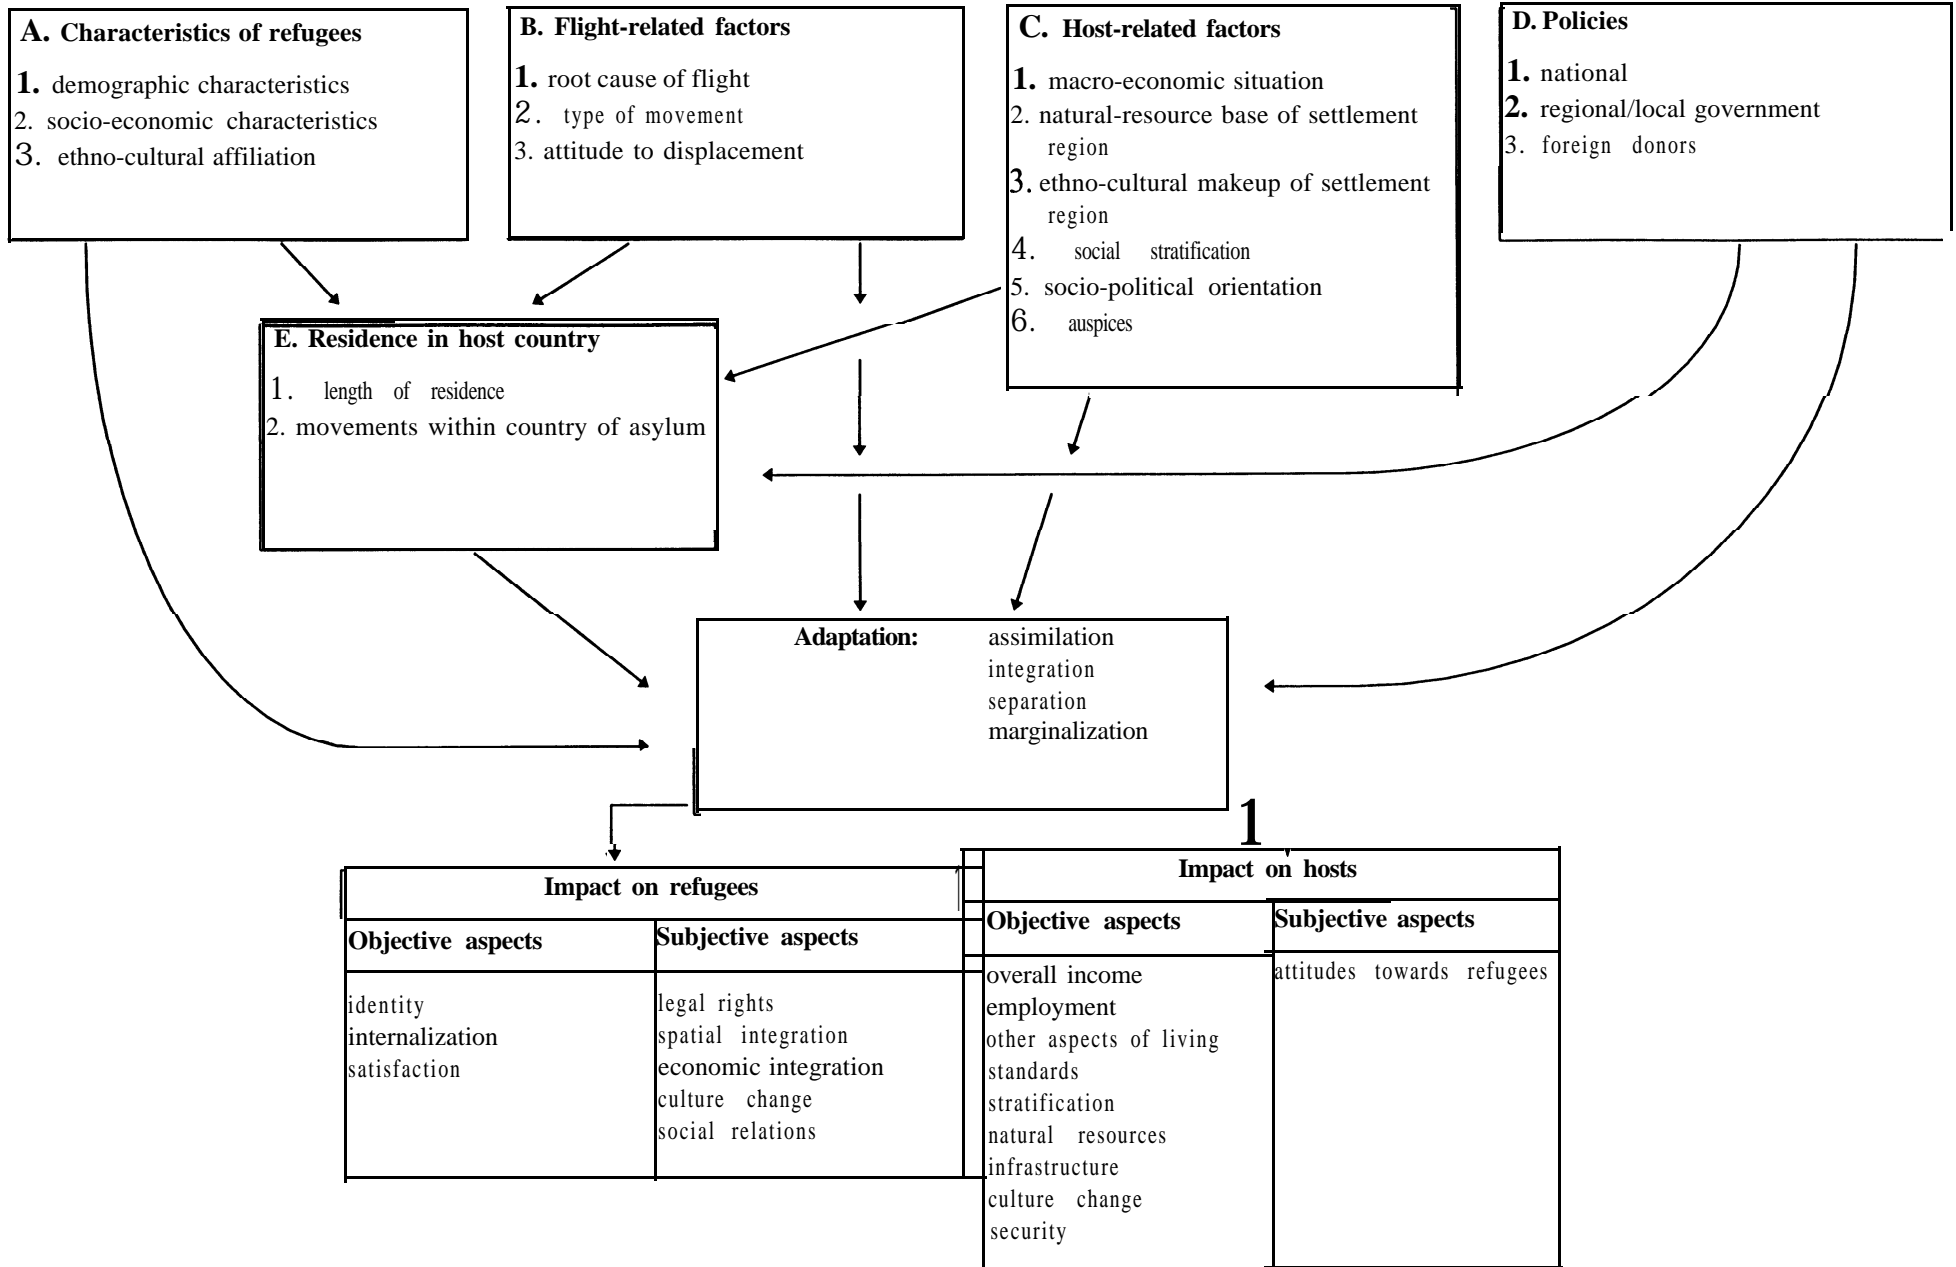 A. Characteristics of refugees
1. demographic characteristics
2. socio-economic characteristics
3. ethno-cultural affiliation
B. Flight-related factors
1. root cause of flight
2. type of movement
3. attitude to displacement
C. Host-related factors
1. macro-economic situation
2. natural-resource base of settlement
region
3. ethno-cultural makeup of settlement
region
4. social stratification
5. socio-political orientation
6. auspices
D. Policies
1. national
2. regional/local government
3. foreign donors
E. Residence in host country
1. length of residence
2. movements within country of asylum
Adaptation: assimilation
integration
separation
marginalization
1
Impact on refugees
Objective aspects
identity
internalization
satisfaction
Subjective aspects
legal rights
spatial integration
economic integration
culture change
social relations
Impact on hosts
Objective aspects
overall income
employment
other aspects of living
standards
stratification
natural resources
infrastructure
culture change
security
Subjective aspects
attitudes towards refugees